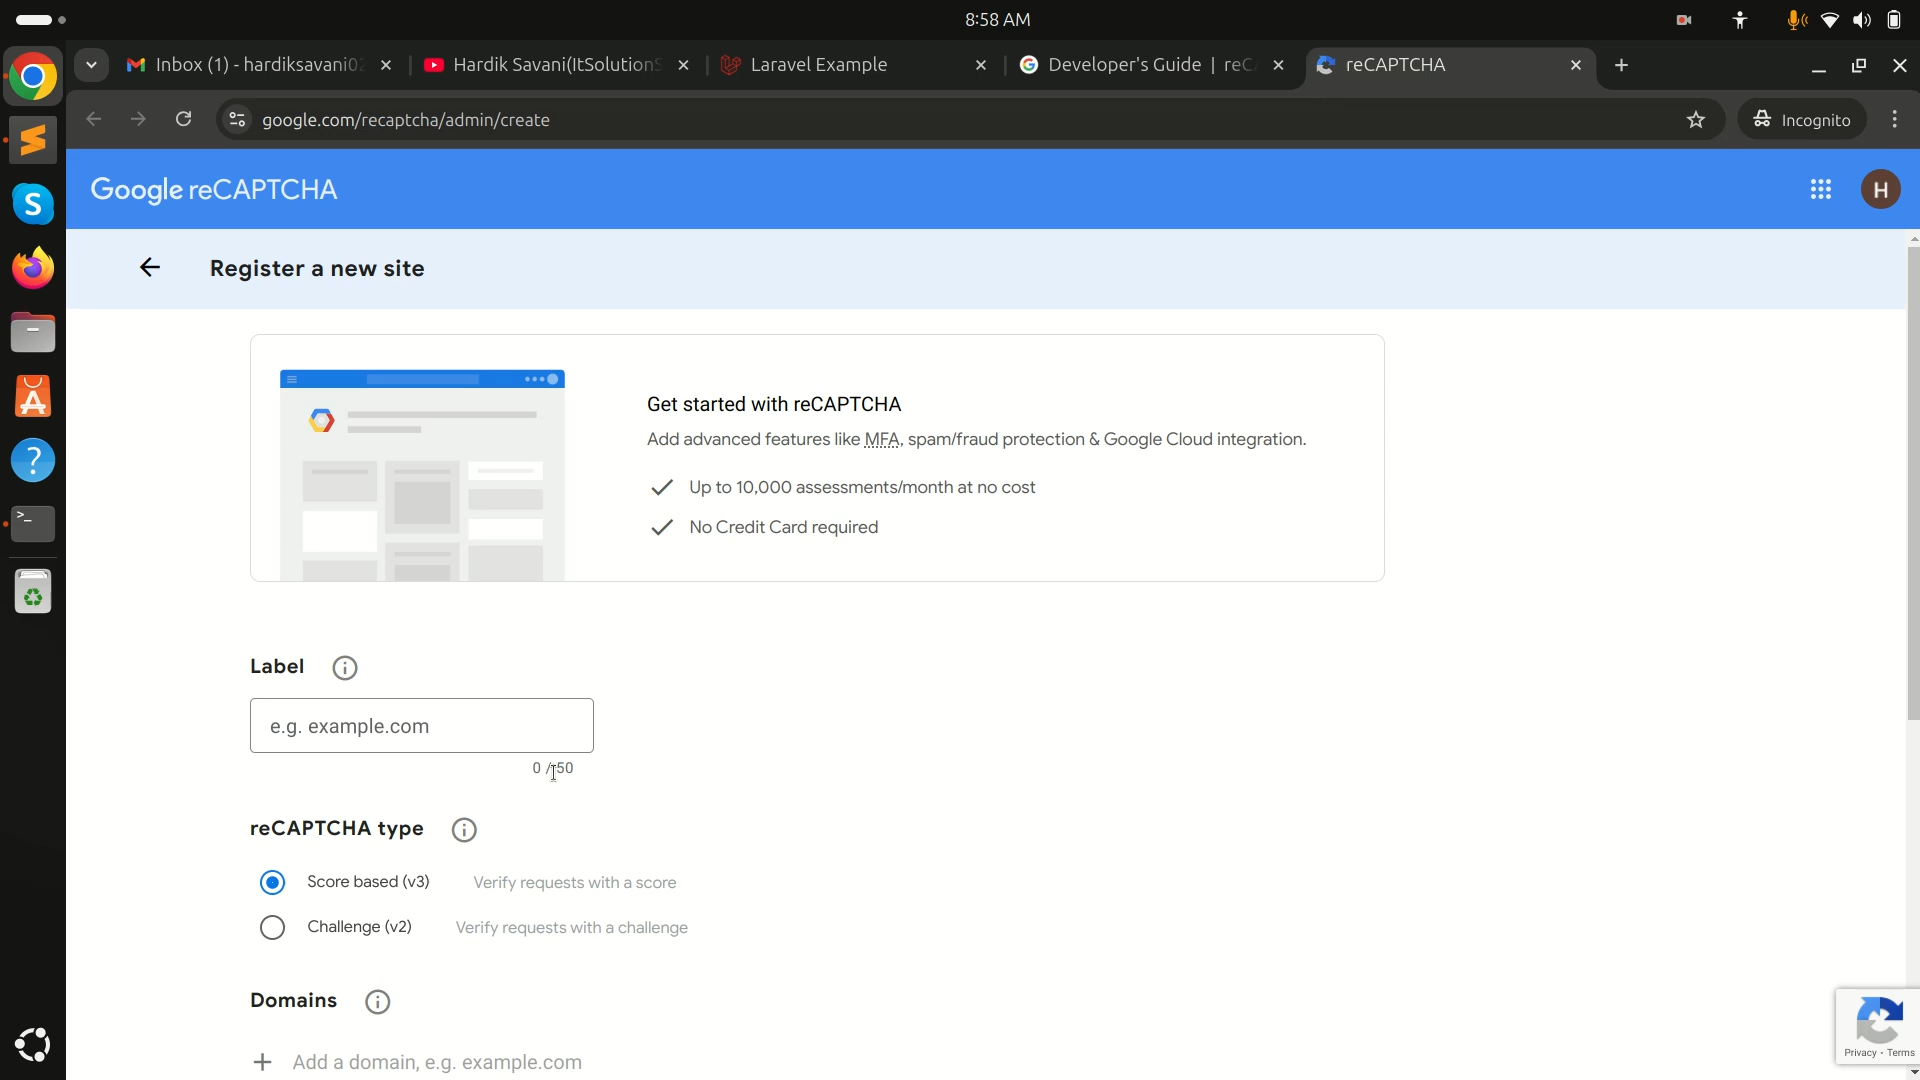 8:58 AM
Inbox (1) - hardiksavani0
Hardik Savani(ItSolution
Laravel Example
Developer's Guide | reC
reCAPTCHA
google.com/recaptcha/admin/create
Incognito
Google reCAPTCHA
H
Register a new site
Get started with reCAPTCHA
Add advanced features like MFA, spam/fraud protection & Google Cloud integration.
Up to 10,000 assessments/month at no cost
No Credit Card required
Label
e.g. example.com
0 / 50
reCAPTCHA type
Score based (v3) Verify requests with a score
Challenge (v2) Verify requests with a challenge
Domains
Add a domain, e.g. example.com
Privacy - Terms